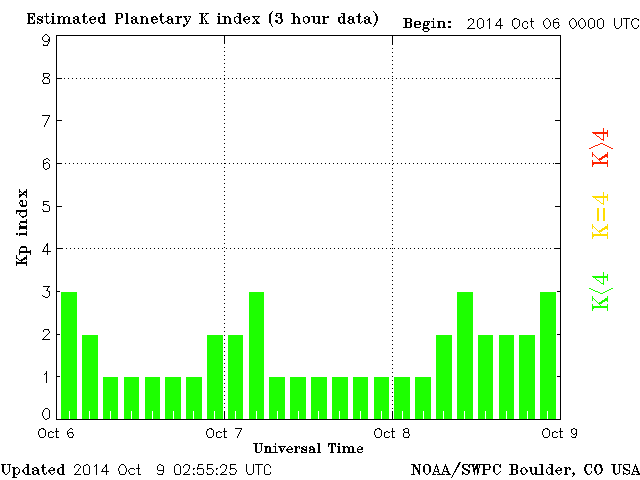 Estimated Planetary K index (3 hour data)
Begin: 2014 Oct 06 0000 UTC
9
8
7
6
5
4
3
2
1
0
Kp index
K<4
K=4
K>4
Oct 6
Oct 7
Oct 8
Oct 9
Universal Time
Updated 2014 Oct 9 02:55:25 UTC
NOAA/SWPC Boulder, CO USA